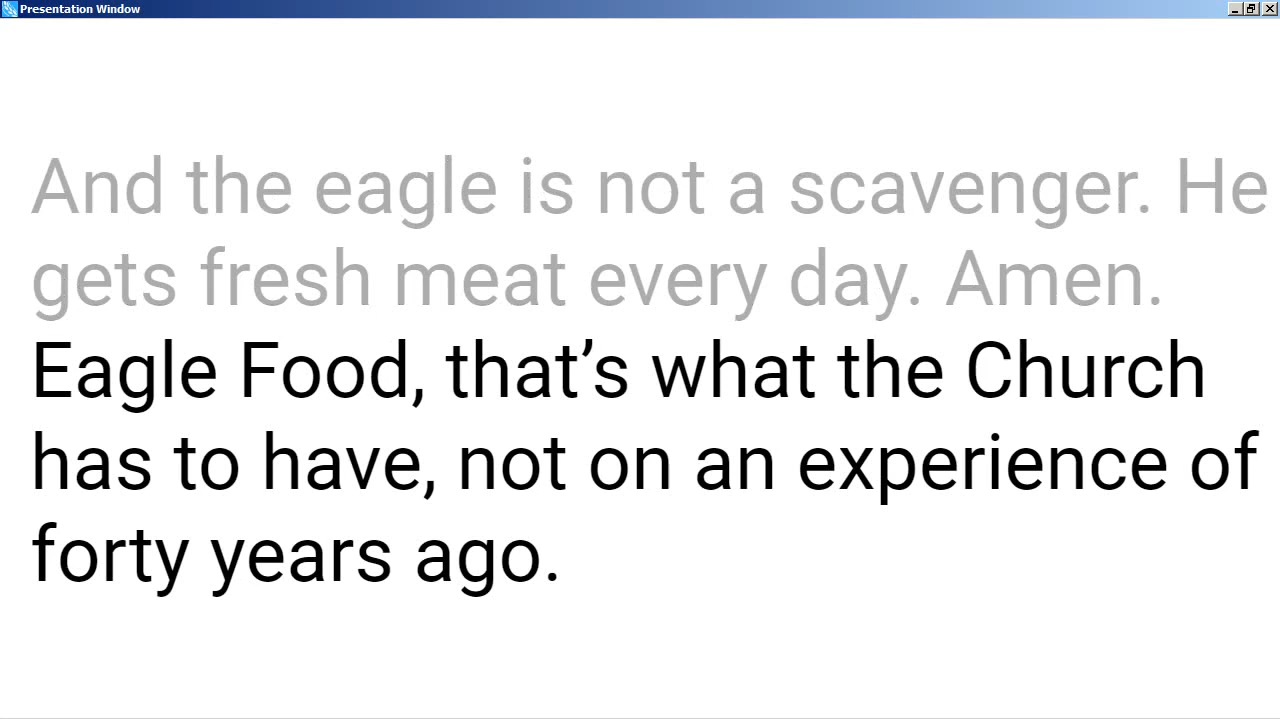 Presentation Window
And the eagle is not a scavenger. He
gets fresh meat every day. Amen.
Eagle Food, that’s what the Church
has to have, not on an experience of
forty years ago.